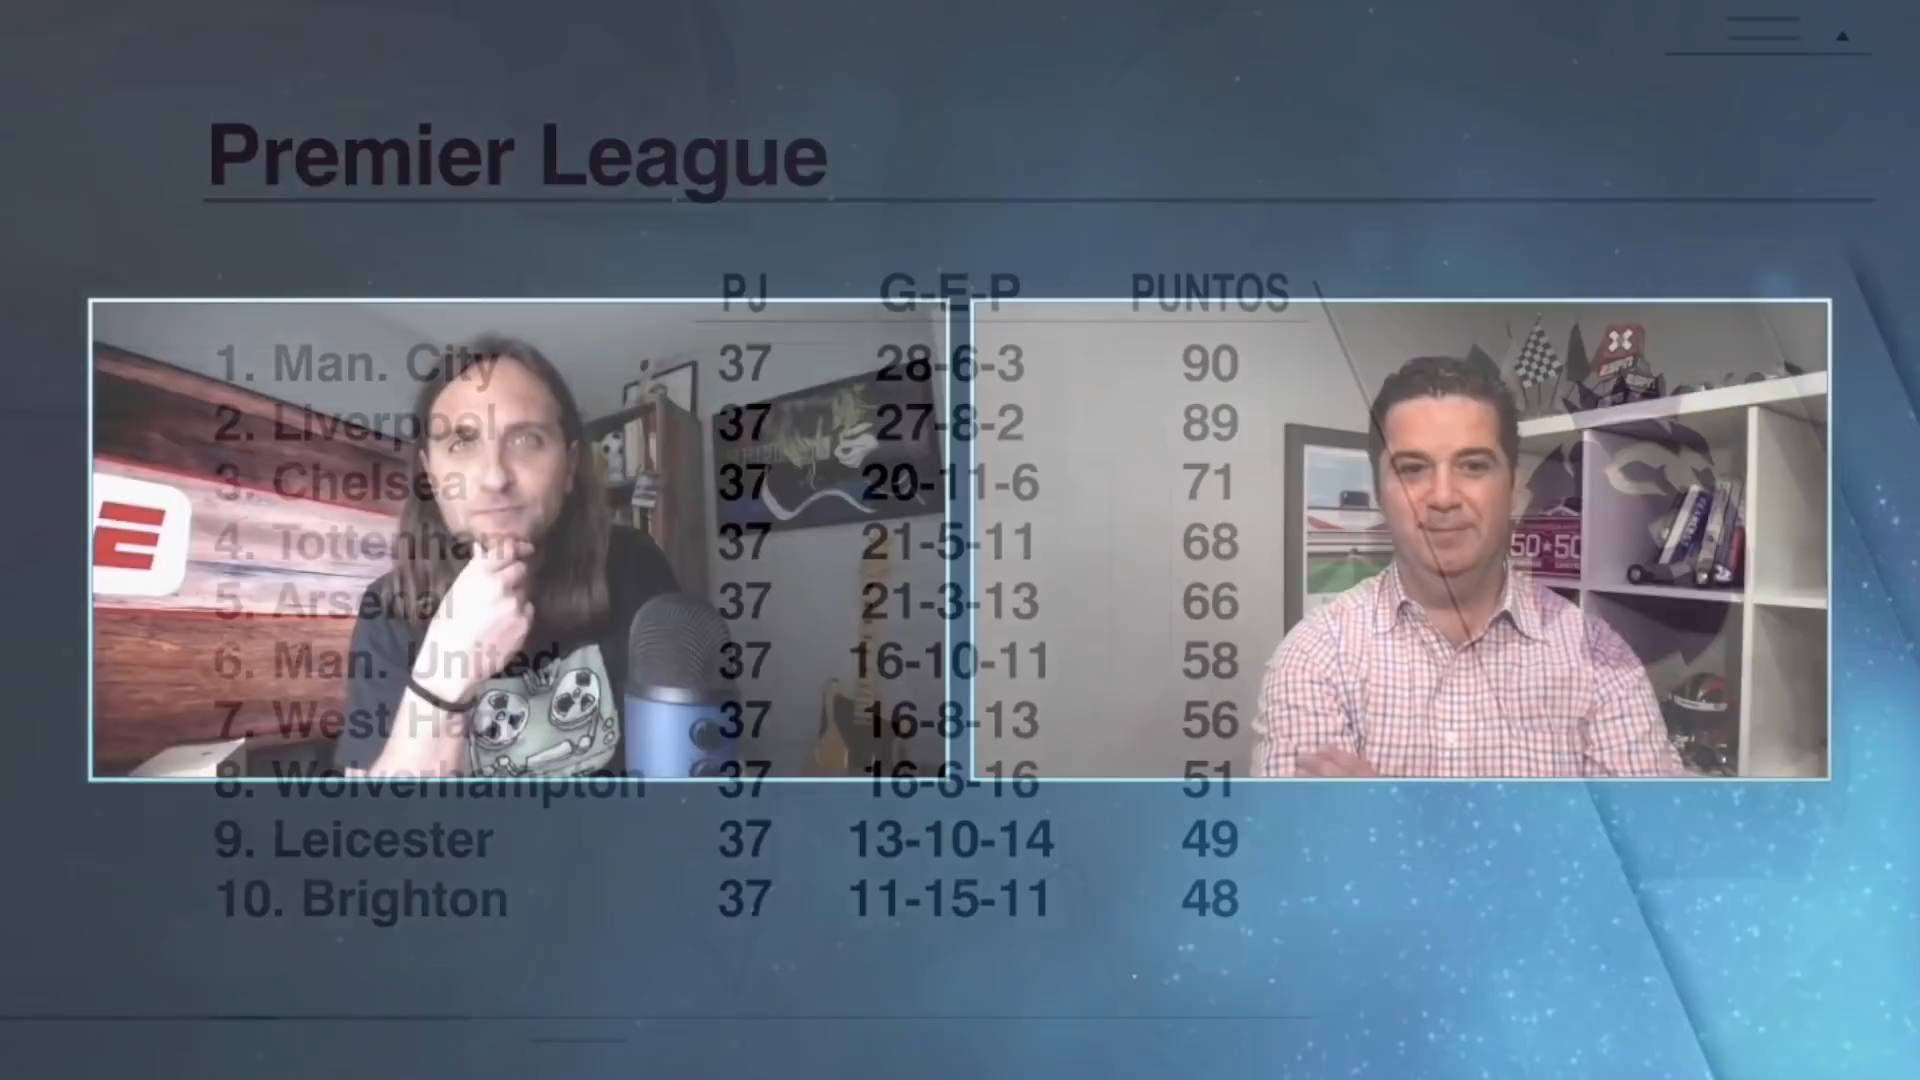 Premier League
PJ G-E-P PUNTOS
1. Man. City 37 28-6-3 90
2. Liverpool 37 27-8-2 89
3. Chelsea 37 20-11-6 71
4. Tottenham 37 21-5-11 68
5. Arsenal 37 21-3-13 66
6. Man. United 37 16-10-11 58
7. West Ham 37 16-8-13 56
8. Wolverhampton 37 16-6-16 51
9. Leicester 37 13-10-14 49
10. Brighton 37 11-15-11 48
E
X
ESPN
50★50